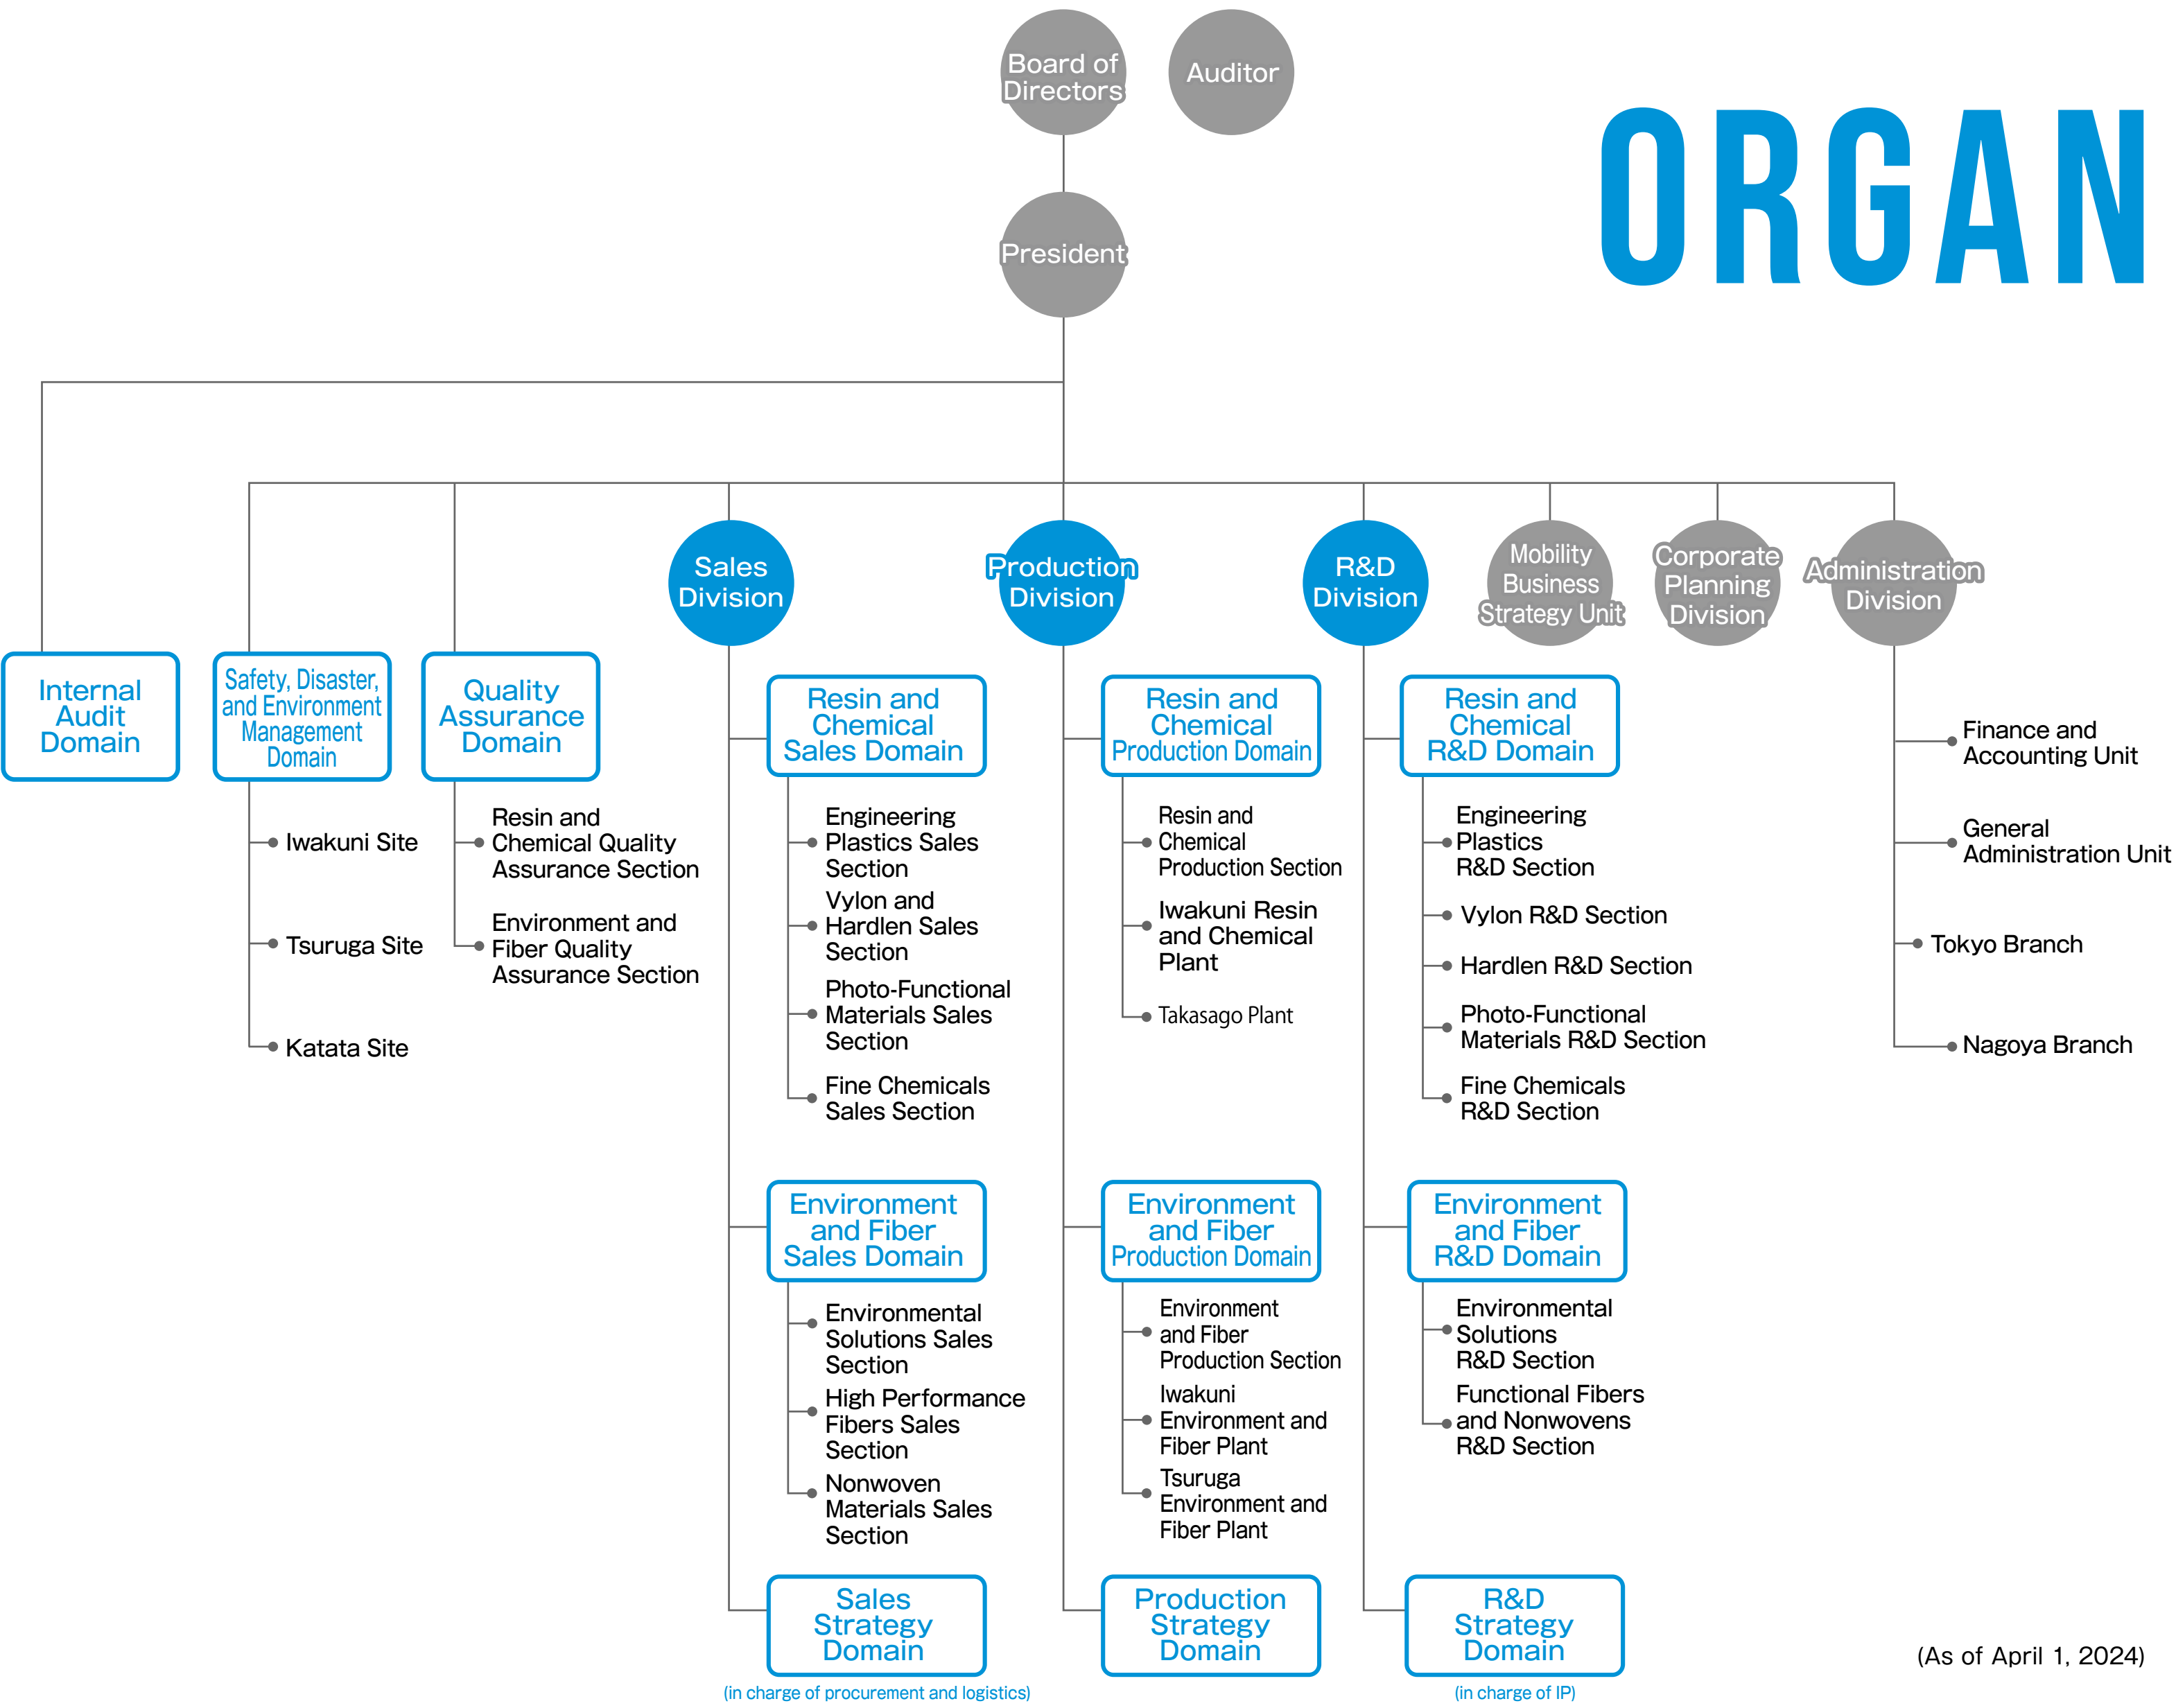 Board of
Directors
Auditor
ORGAN
President
Sales
Division
Production
Division
R&D
Division
Mobility
Business
Strategy Unit
Corporate
Planning
Division
Administration
Division
Internal
Audit
Domain
Safety, Disaster,
and Environment
Management
Domain
Iwakuni Site
Tsuruga Site
Katata Site
Quality
Assurance
Domain
Resin and
Chemical Quality
Assurance Section
Environment and
Fiber Quality
Assurance Section
Resin and
Chemical
Sales Domain
Engineering
Plastics Sales
Section
Vylon and
Hardlen Sales
Section
Photo-Functional
Materials Sales
Section
Fine Chemicals
Sales Section
Environment
and Fiber
Sales Domain
Environmental
Solutions Sales
Section
High Performance
Fibers Sales
Section
Nonwoven
Materials Sales
Section
Sales
Strategy
Domain
(in charge of procurement and logistics)
Resin and
Chemical
Production Domain
Resin and
Chemical
Production Section
Iwakuni Resin
and Chemical
Plant
Takasago Plant
Environment
and Fiber
Production Domain
Environment
and Fiber
Production Section
Iwakuni
Environment and
Fiber Plant
Tsuruga
Environment and
Fiber Plant
Production
Strategy
Domain
Resin and
Chemical
R&D Domain
Engineering
Plastics
R&D Section
Vylon R&D Section
Hardlen R&D Section
Photo-Functional
Materials R&D Section
Fine Chemicals
R&D Section
Environment
and Fiber
R&D Domain
Environmental
Solutions
R&D Section
Functional Fibers
and Nonwovens
R&D Section
R&D
Strategy
Domain
(in charge of IP)
Finance and
Accounting Unit
General
Administration Unit
Tokyo Branch
Nagoya Branch
(As of April 1, 2024)